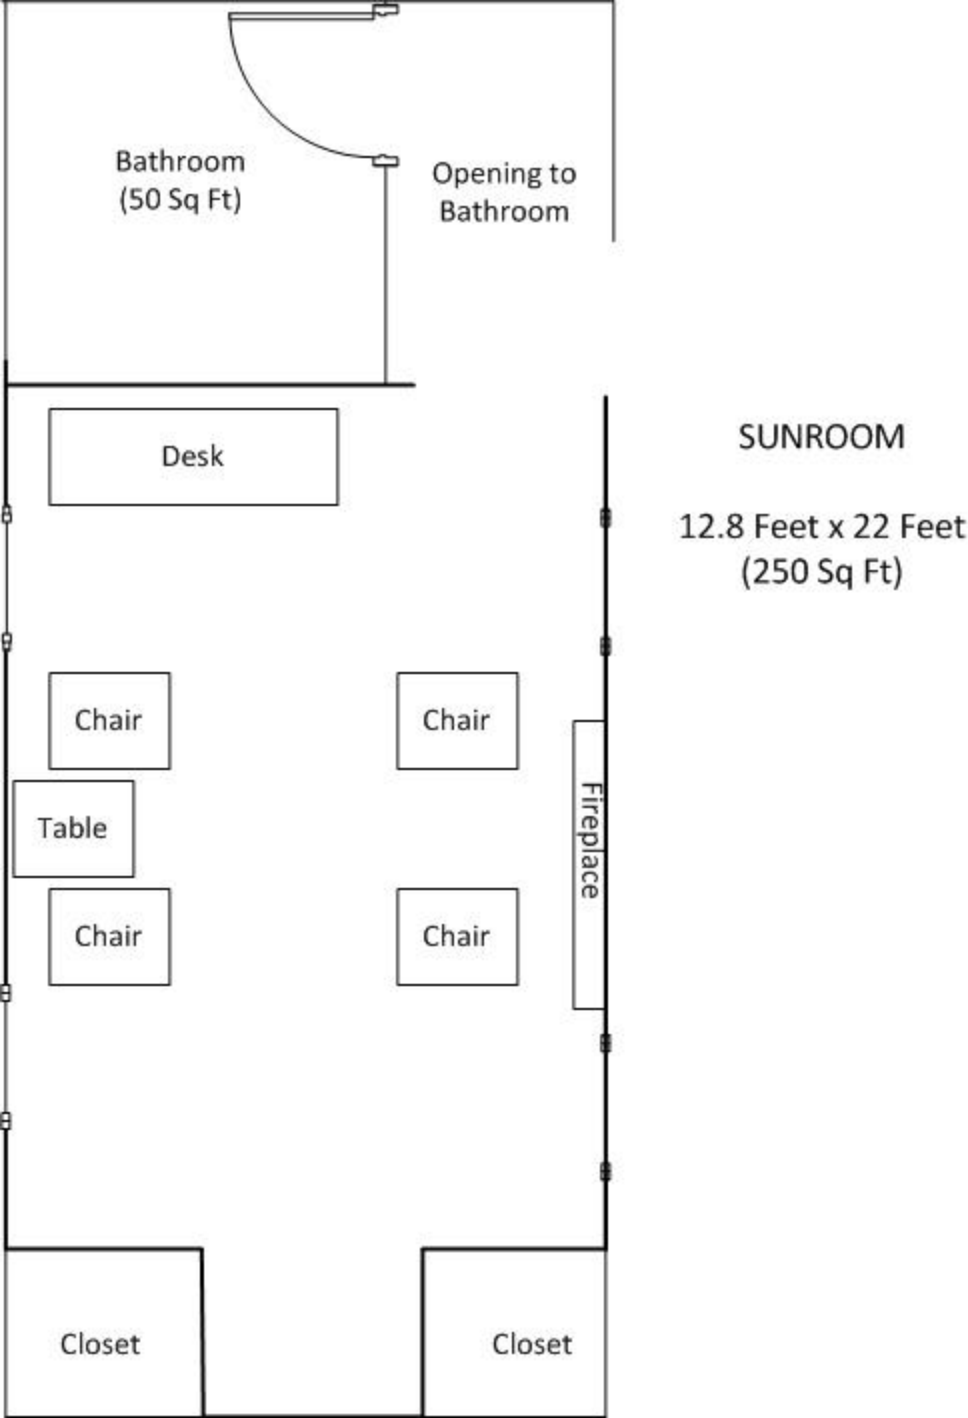 Bathroom
(50 Sq Ft)
Opening to
Bathroom
Desk
SUNROOM
12.8 Feet x 22 Feet
(250 Sq Ft)
Chair
Chair
Table
Fireplace
Chair
Chair
Closet
Closet